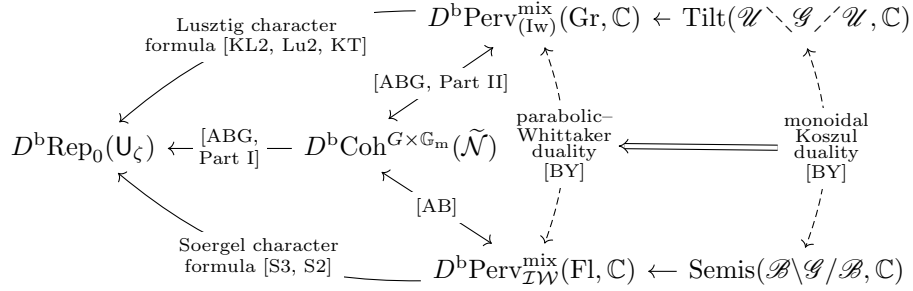 Lusztig character
formula [KL2, Lu2, KT]
D^bPerv^mix_(Iw)(Gr, ℂ) ← Tilt(𝒰╲╲𝒢╱╱𝒰, ℂ)
[ABG, Part II]
D^bRep_0(U_ζ)
[ABG,
Part I]
D^bCoh^{G×𝔾_m}(𝒩̃)
parabolic–
Whittaker
duality
[BY]
monoidal
Koszul
duality
[BY]
[AB]
Soergel character
formula [S3, S2]
D^bPerv^mix_ℐ𝒲(Fl, ℂ) ← Semis(ℬ\𝒢/ℬ, ℂ)